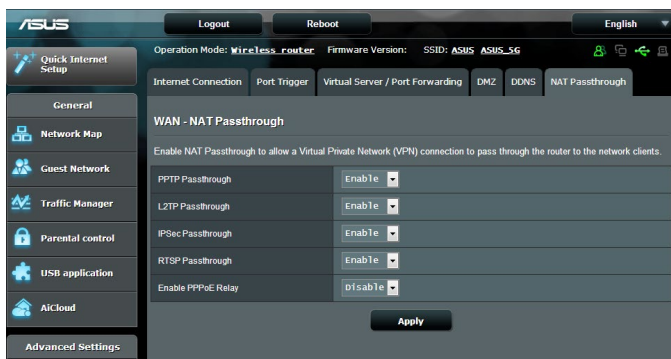 ASUS
Logout
Reboot
English
Quick Internet Setup
Operation Mode: Wireless router Firmware Version: SSID: ASUS ASUS_5G
Internet Connection
Port Trigger
Virtual Server / Port Forwarding
DMZ
DDNS
NAT Passthrough
General
Network Map
Guest Network
Traffic Manager
Parental control
USB application
AiCloud
Advanced Settings
WAN - NAT Passthrough
Enable NAT Passthrough to allow a Virtual Private Network (VPN) connection to pass through the router to the network clients.
PPTP Passthrough Enable
L2TP Passthrough Enable
IPSec Passthrough Enable
RTSP Passthrough Enable
Enable PPPoE Relay Disable
Apply